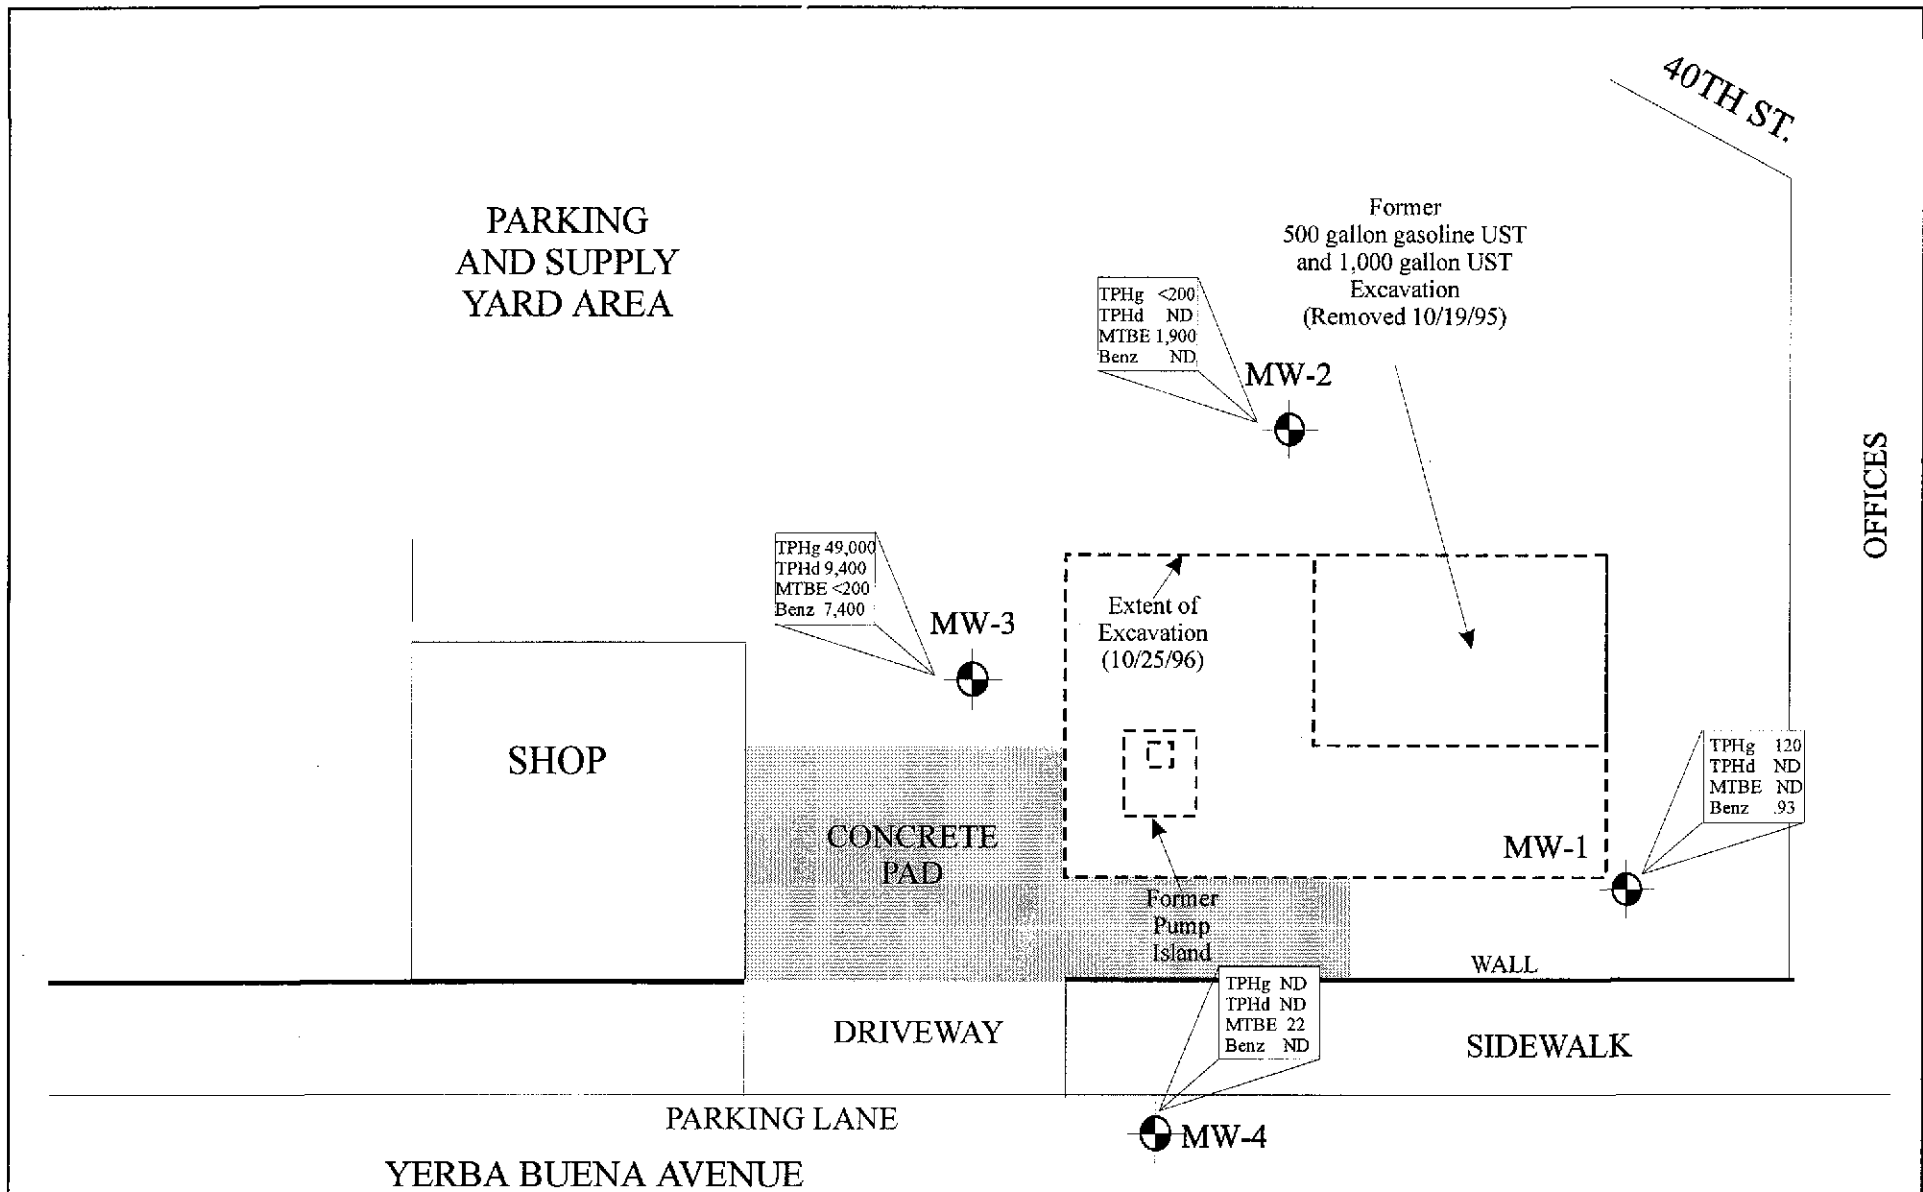 40TH ST.
PARKING
AND SUPPLY
YARD AREA
Former
500 gallon gasoline UST
and 1,000 gallon UST
Excavation
(Removed 10/19/95)
TPHg <200
TPHd ND
MTBE 1,900
Benz ND
MW-2
OFFICES
TPHg 49,000
TPHd 9,400
MTBE <200
Benz 7,400
MW-3
Extent of
Excavation
(10/25/96)
SHOP
TPHg 120
TPHd ND
MTBE ND
Benz .93
CONCRETE
PAD
MW-1
Former
Pump
Island
WALL
TPHg ND
TPHd ND
MTBE 22
Benz ND
DRIVEWAY
SIDEWALK
PARKING LANE
MW-4
YERBA BUENA AVENUE